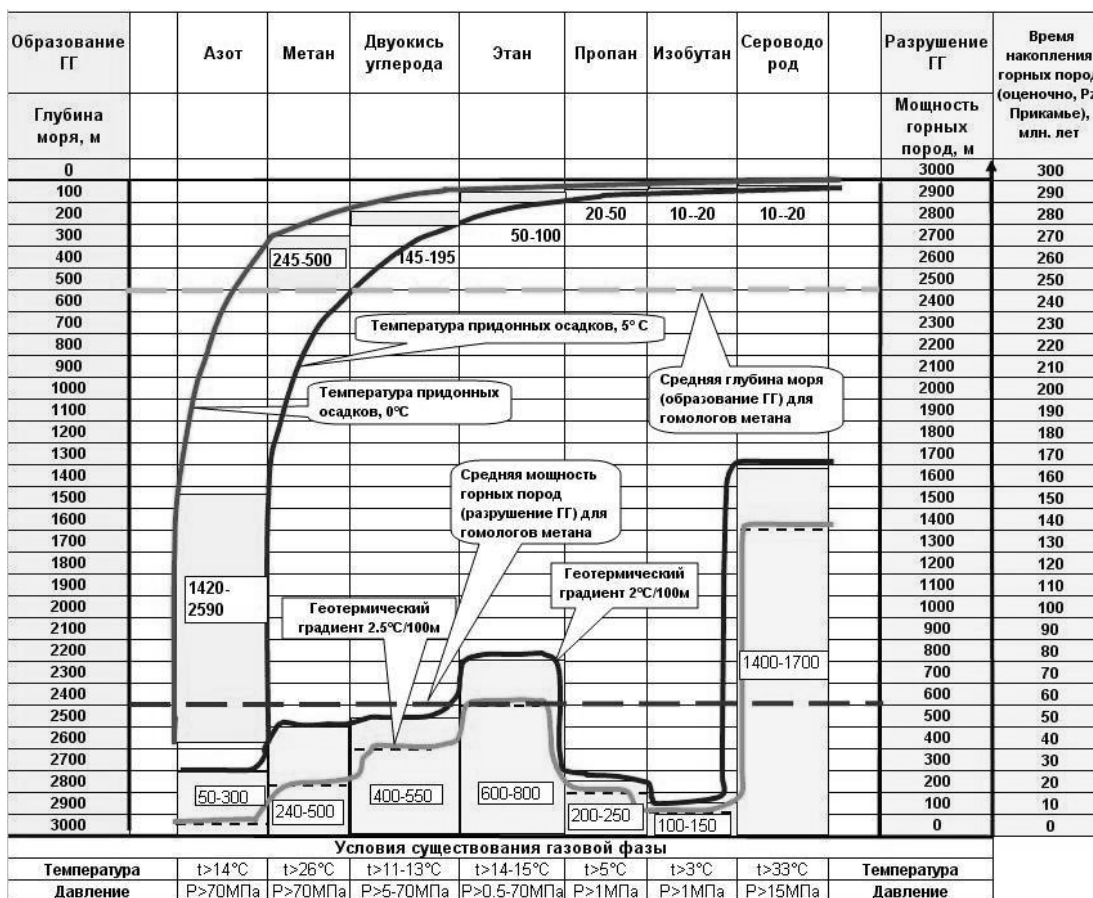 Образование ГГ
Азот
Метан
Двуокись углерода
Этан
Пропан
Изобутан
Сероводо род
Разрушение ГГ
Время накопления горных пород (оценочно, Pz Прикамье), млн. лет
Глубина моря, м
Мощность горных пород, м
0 3000 300
100 2900 290
200 2800 280
300 2700 270
400 2600 260
500 2500 250
600 2400 240
700 2300 230
800 2200 220
900 2100 210
1000 2000 200
1100 1900 190
1200 1800 180
1300 1700 170
1400 1600 160
1500 1500 150
1600 1400 140
1700 1300 130
1800 1200 120
1900 1100 110
2000 1000 100
2100 900 90
2200 800 80
2300 700 70
2400 600 60
2500 500 50
2600 400 40
2700 300 30
2800 200 20
2900 100 10
3000 0 0
20-50
10--20
10--20
50-100
245-500
145-195
Температура придонных осадков, 5°С
Температура придонных
осадков, 0°С
Средняя глубина моря
(образование ГГ) для
гомологов метана
Средняя мощность
горных пород
(разрушение ГГ) для
гомологов метана
1420-
2590
Геотермический
градиент 2.5°С/100м
Геотермический
градиент 2°С/100м
1400-1700
50-300
240-500
400-550
600-800
200-250
100-150
Условия существования газовой фазы
Температура t>14°С t>26°С t>11-13°С t>14-15°С t>5°С t>3°С t>33°С Температура
Давление P>70МПа P>70МПа P>5-70МПа P>0.5-70МПа P>1МПа P>1МПа P>15МПа Давление